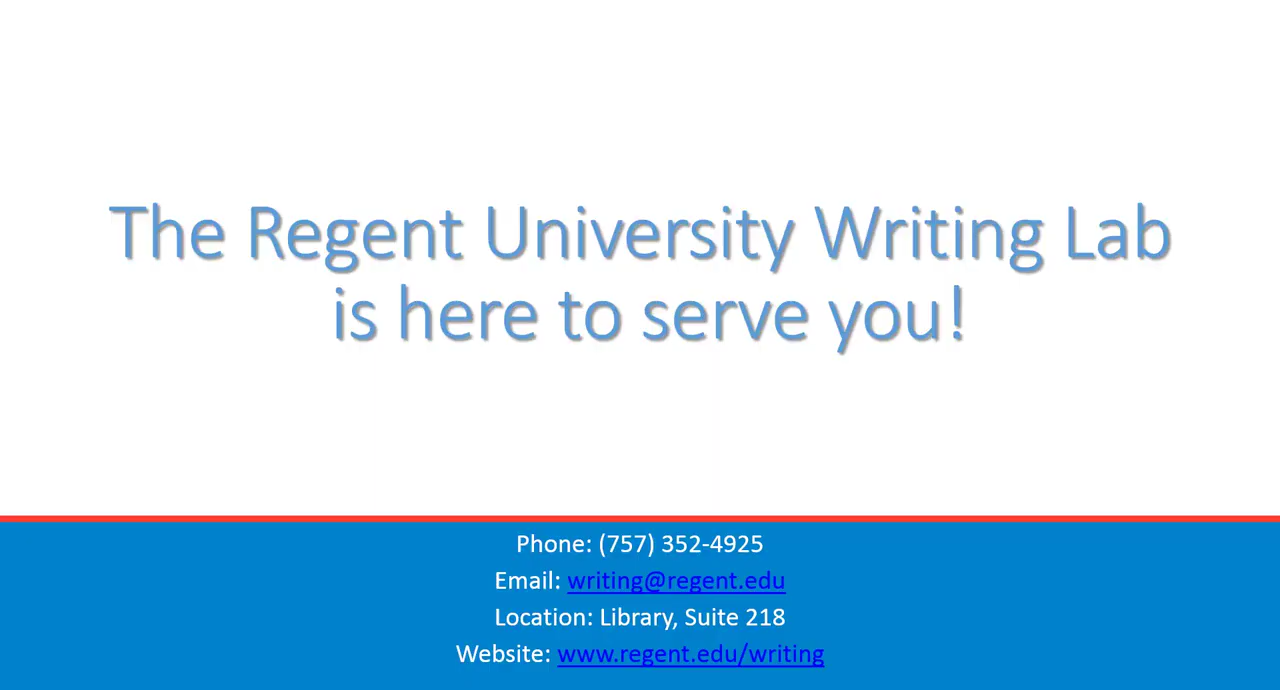 The Regent University Writing Lab
is here to serve you!
Phone: (757) 352-4925
Email: writing@regent.edu
Location: Library, Suite 218
Website: www.regent.edu/writing